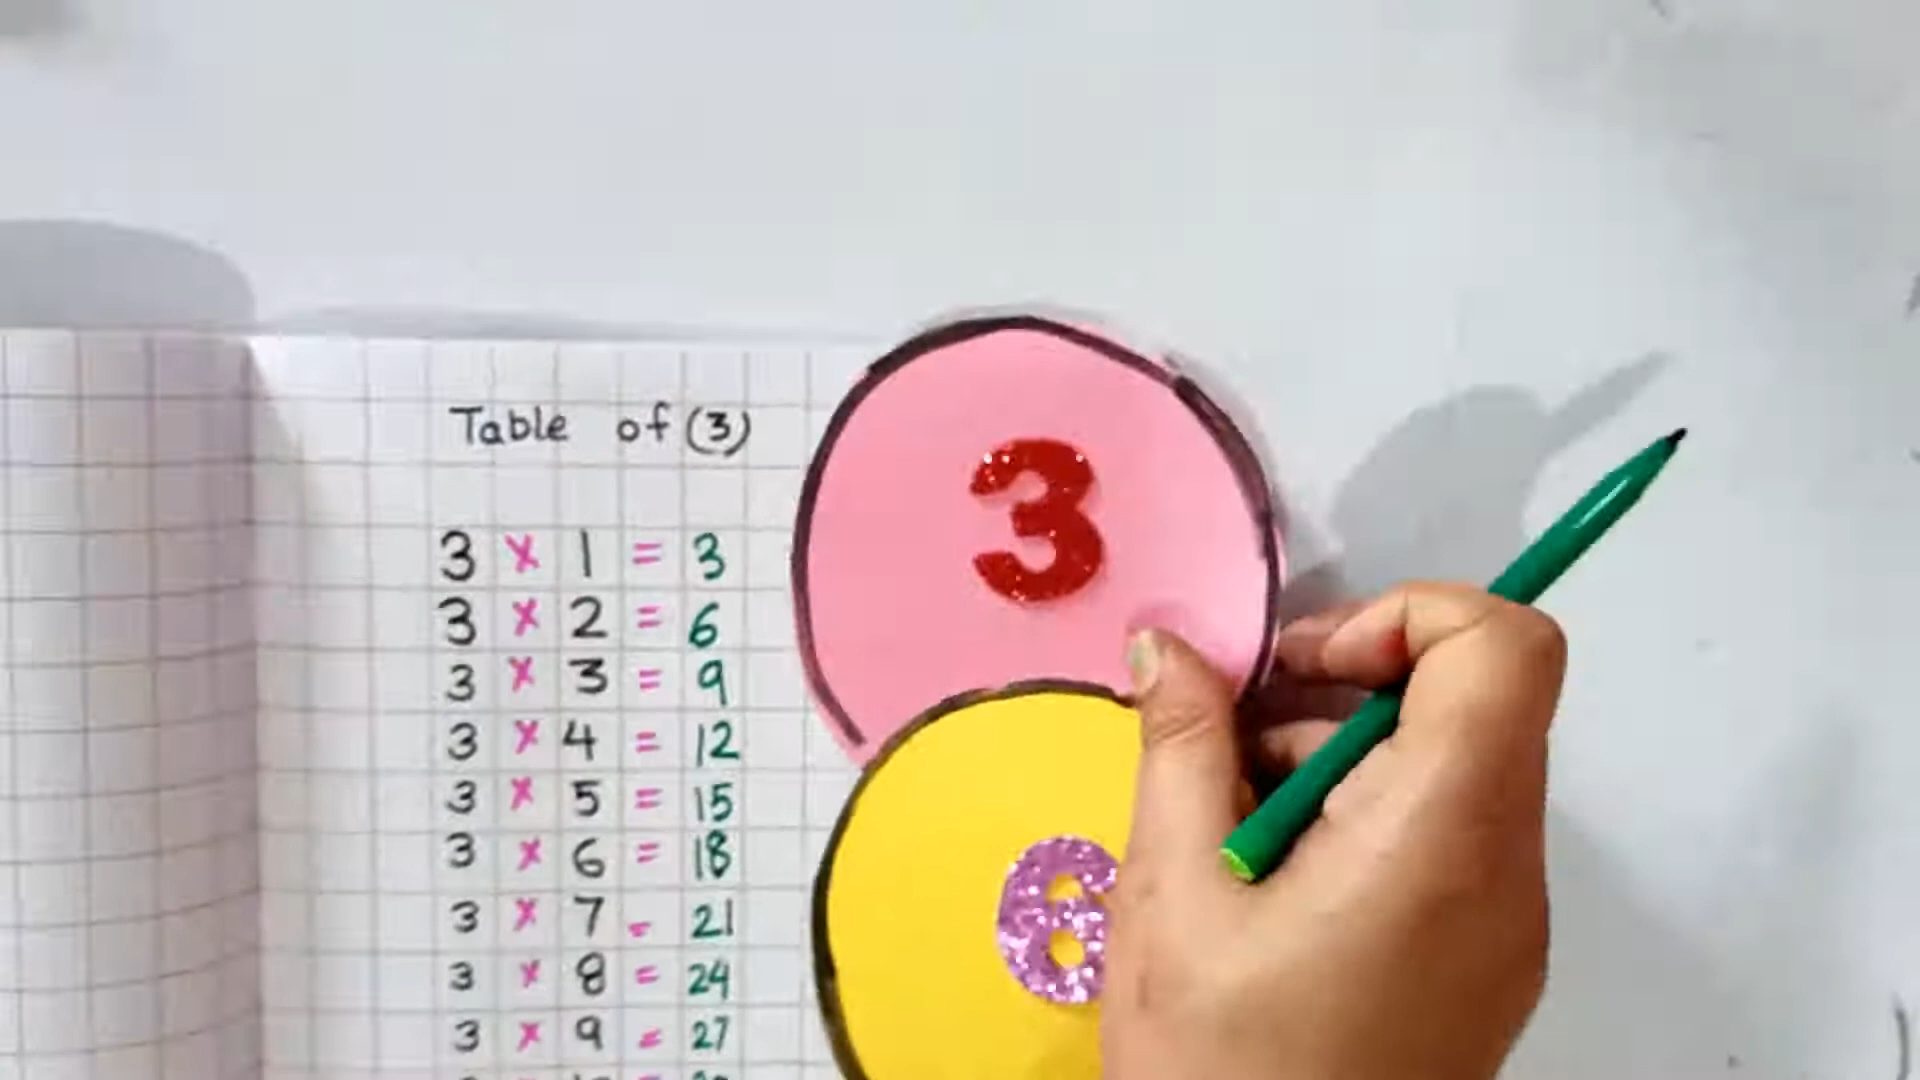 Table of (3)
3 × 1 = 3
3 × 2 = 6
3 × 3 = 9
3 × 4 = 12
3 × 5 = 15
3 × 6 = 18
3 × 7 = 21
3 × 8 = 24
3 × 9 = 27
3
6